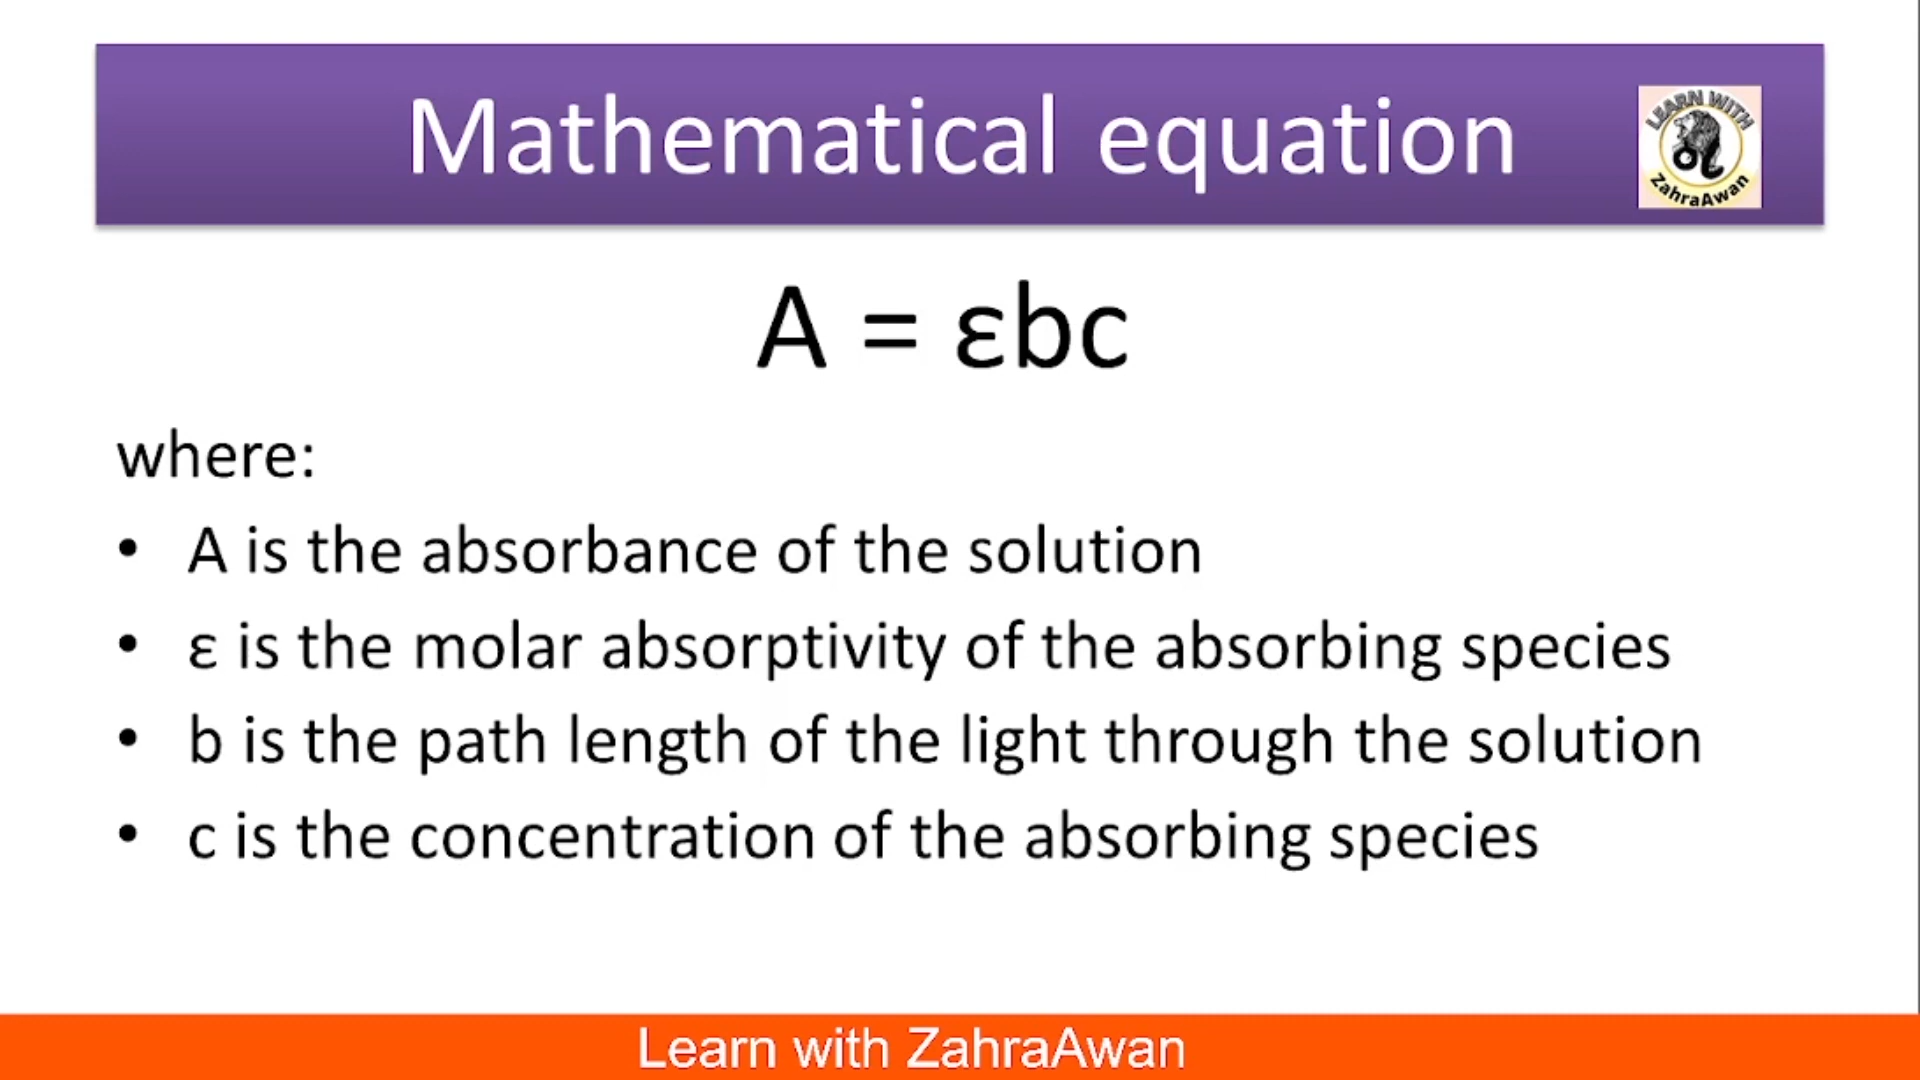 Mathematical equation
LEARN WITH
ZahraAwan
A = εbc
where:
• A is the absorbance of the solution
• ε is the molar absorptivity of the absorbing species
• b is the path length of the light through the solution
• c is the concentration of the absorbing species
Learn with ZahraAwan